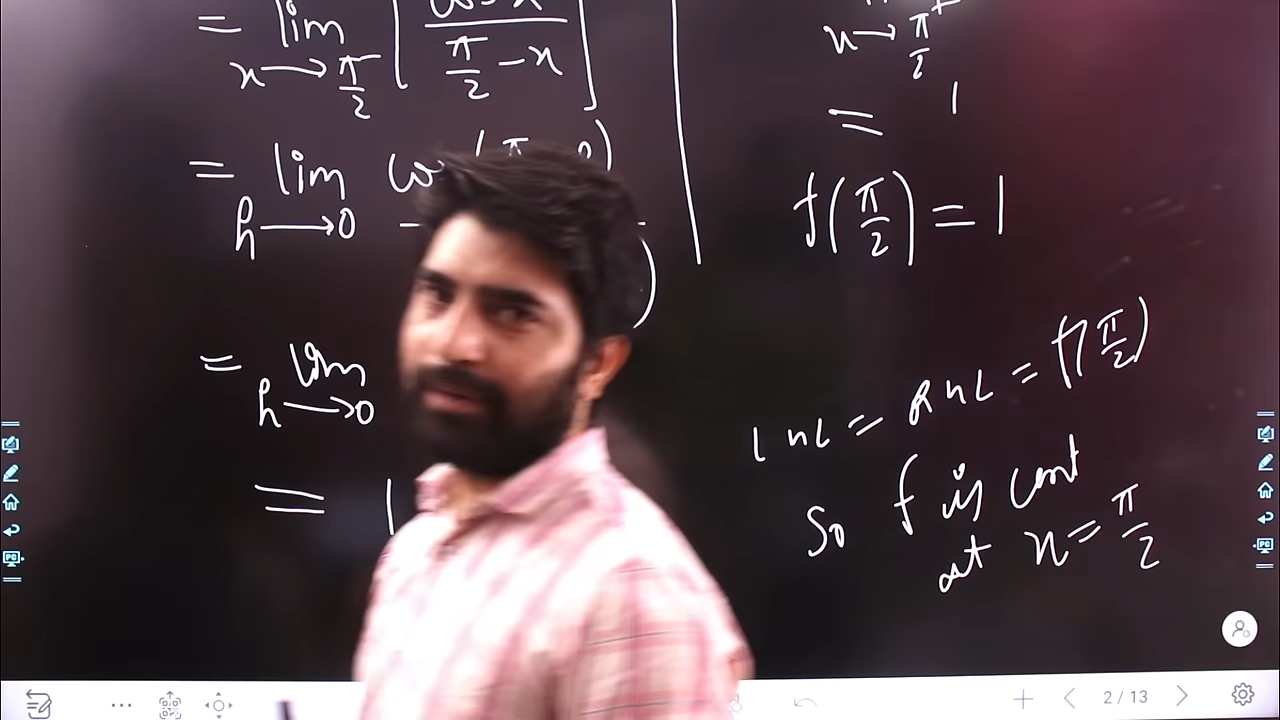 = lim [cos x
x→π/2⁻ π/2 - x]
= lim
h→0
= lim
h→0
= 1
x→π/2⁺
= 1
f(π/2) = 1
LHL = RHL = f(π/2)
So f is cont
at x = π/2
2 / 13